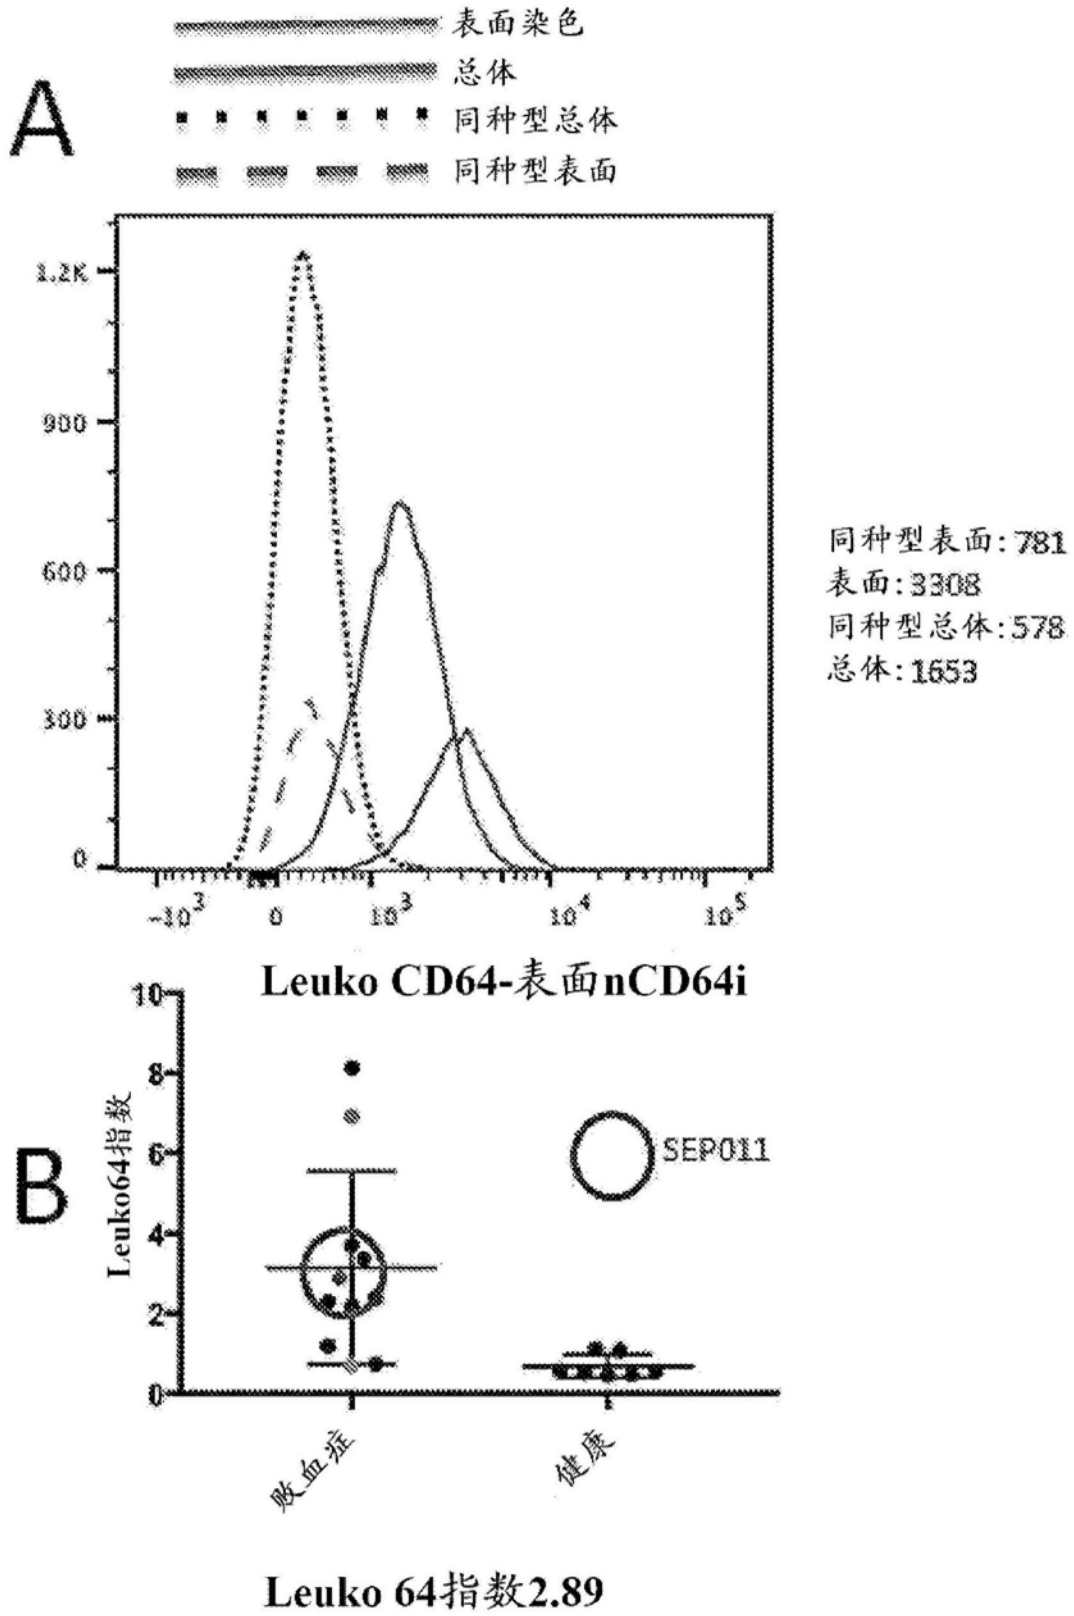 A
表面染色
总体
同种型总体
同种型表面
1.2K
900
600
300
0
-10³ 0 10³ 10⁴ 10⁵
同种型表面:781
表面:3308
同种型总体:578
总体:1653
Leuko CD64-表面nCD64i
B
Leuko64指数
10
8
6
4
2
0
SEP011
败血症 健康
Leuko 64指数2.89